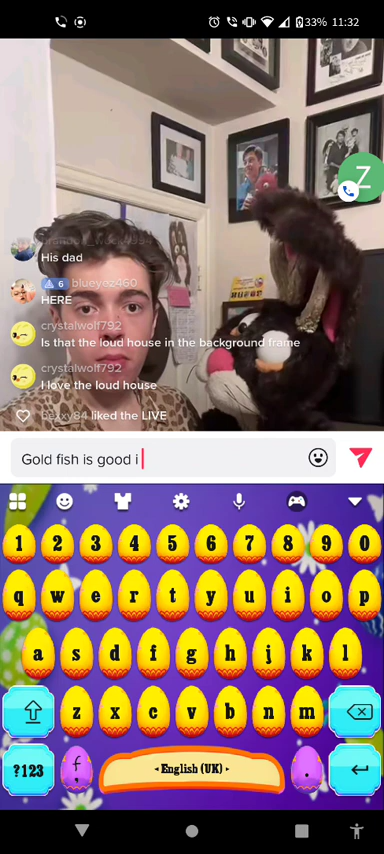 33% 11:32
Z
His dad
6 blueyez460
HERE
crystalwolf792
Is that the loud house in the background frame
crystalwolf792
I love the loud house
liked the LIVE
Gold fish is good i
1 2 3 4 5 6 7 8 9 0
q w e r t y u i o p
a s d f g h j k l
z x c v b n m
?123 , English (UK) .